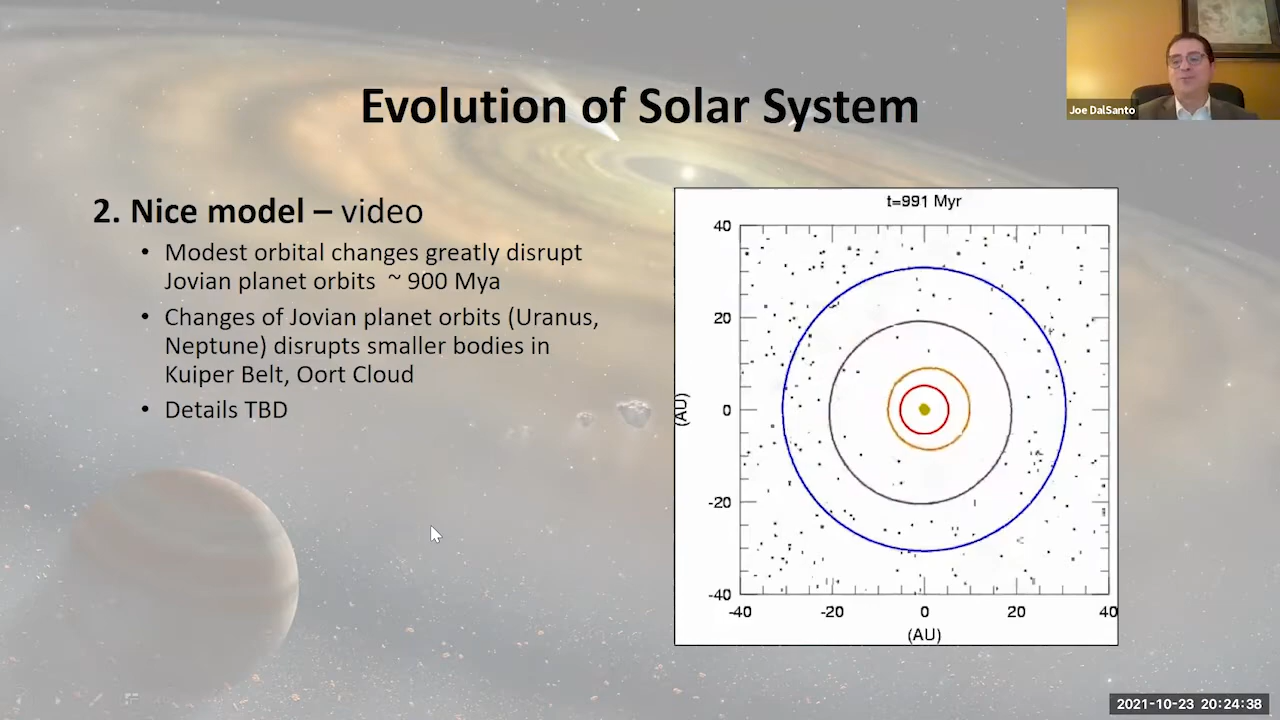 Joe DalSanto
Evolution of Solar System
2. Nice model – video
• Modest orbital changes greatly disrupt
Jovian planet orbits ~ 900 Mya
• Changes of Jovian planet orbits (Uranus,
Neptune) disrupts smaller bodies in
Kuiper Belt, Oort Cloud
• Details TBD
t=991 Myr
40
20
0
-20
-40
(AU)
-40 -20 0 20 40
(AU)
2021-10-23 20:24:38